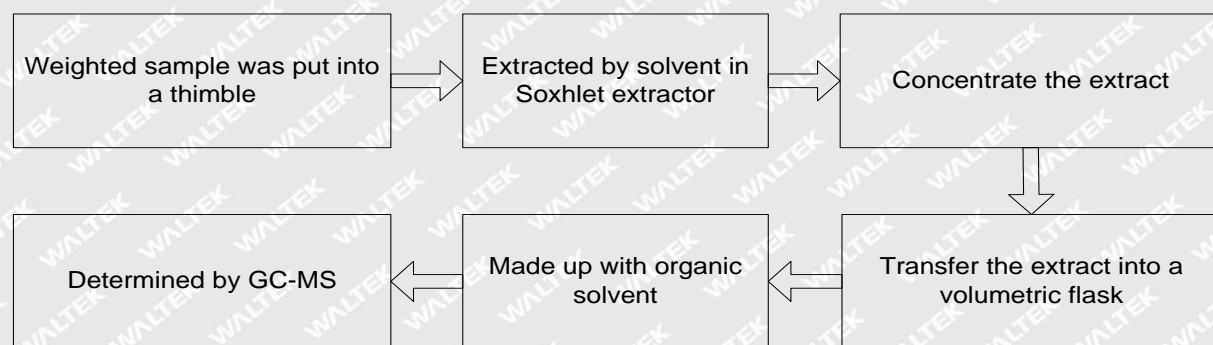 Weighted sample was put into
a thimble
Extracted by solvent in
Soxhlet extractor
Concentrate the extract
Transfer the extract into a
volumetric flask
Made up with organic
solvent
Determined by GC-MS
WALTEK